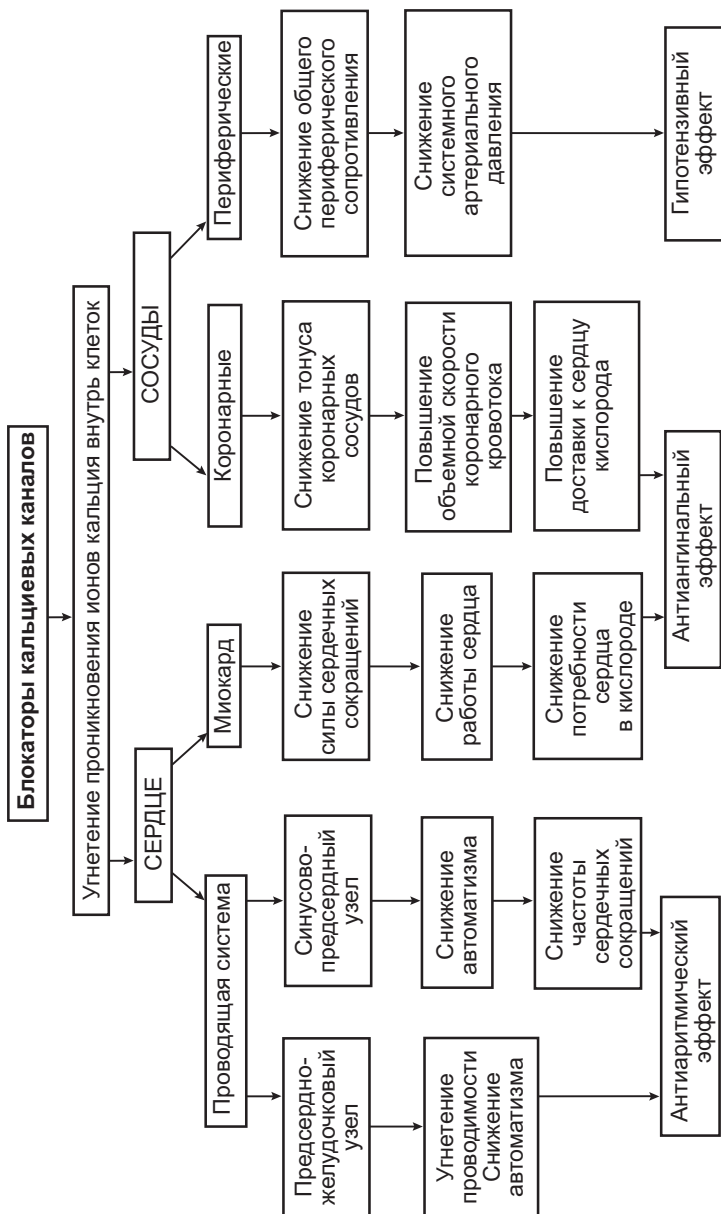 Блокаторы кальциевых каналов
Угнетение проникновения ионов кальция внутрь клеток
СЕРДЦЕ
СОСУДЫ
Проводящая система
Миокард
Коронарные
Периферические
Предсердно-
желудочковый
узел
Синусово-
предсердный
узел
Снижение
силы сердечных
сокращений
Снижение тонуса
коронарных
сосудов
Снижение общего
периферического
сопротивления
Угнетение
проводимости
Снижение
автоматизма
Снижение
автоматизма
Снижение
работы сердца
Повышение
объемной скорости
коронарного
кровотока
Снижение
системного
артериального
давления
Снижение
частоты
сердечных
сокращений
Снижение
потребности
сердца
в кислороде
Повышение
доставки к сердцу
кислорода
Антиаритмический
эффект
Антиангинальный
эффект
Гипотензивный
эффект